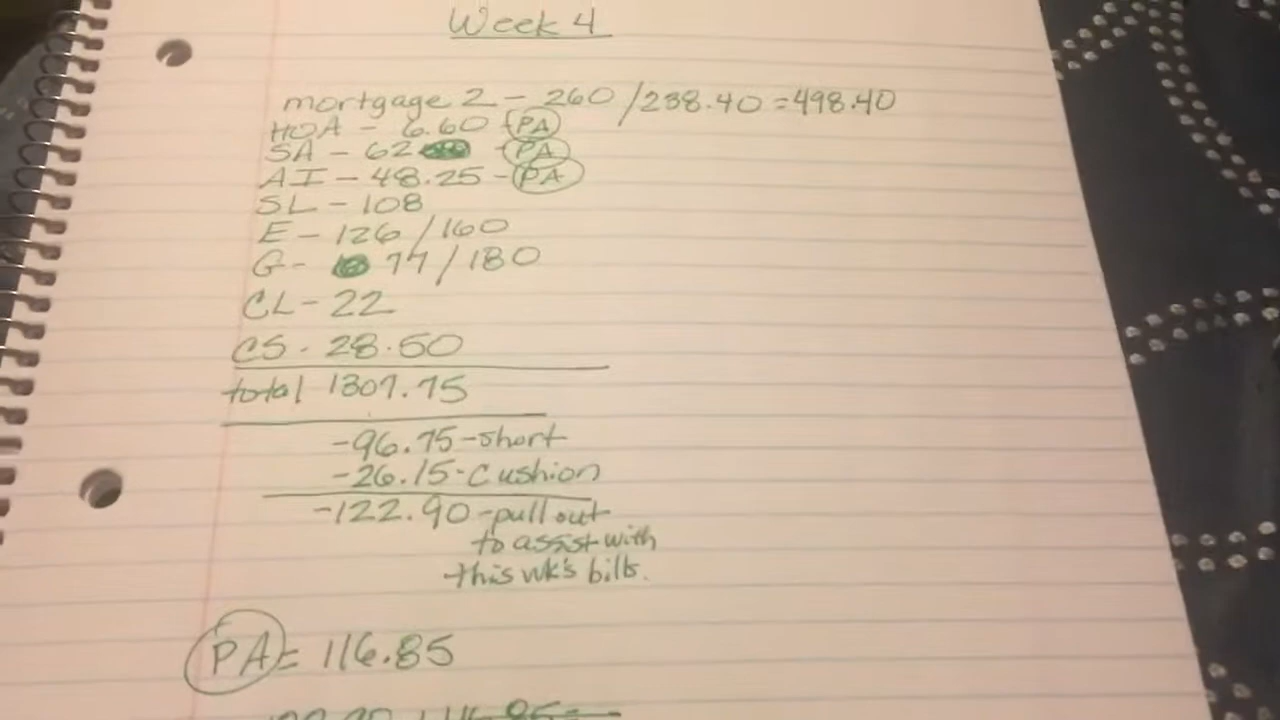 Week 4
mortgage 2 - 260 /238.40 = 498.40
HOA - 6.60 - PA
SA - 62 - PA
AI - 48.25 - PA
SL - 108
E - 126 / 160
G - 77 / 180
CL - 22
CS - 28.50
total 1307.75
-96.75 - short
-26.15 - Cushion
-122.90 - pull out
to assist with
this wk's bills.
PA = 116.85